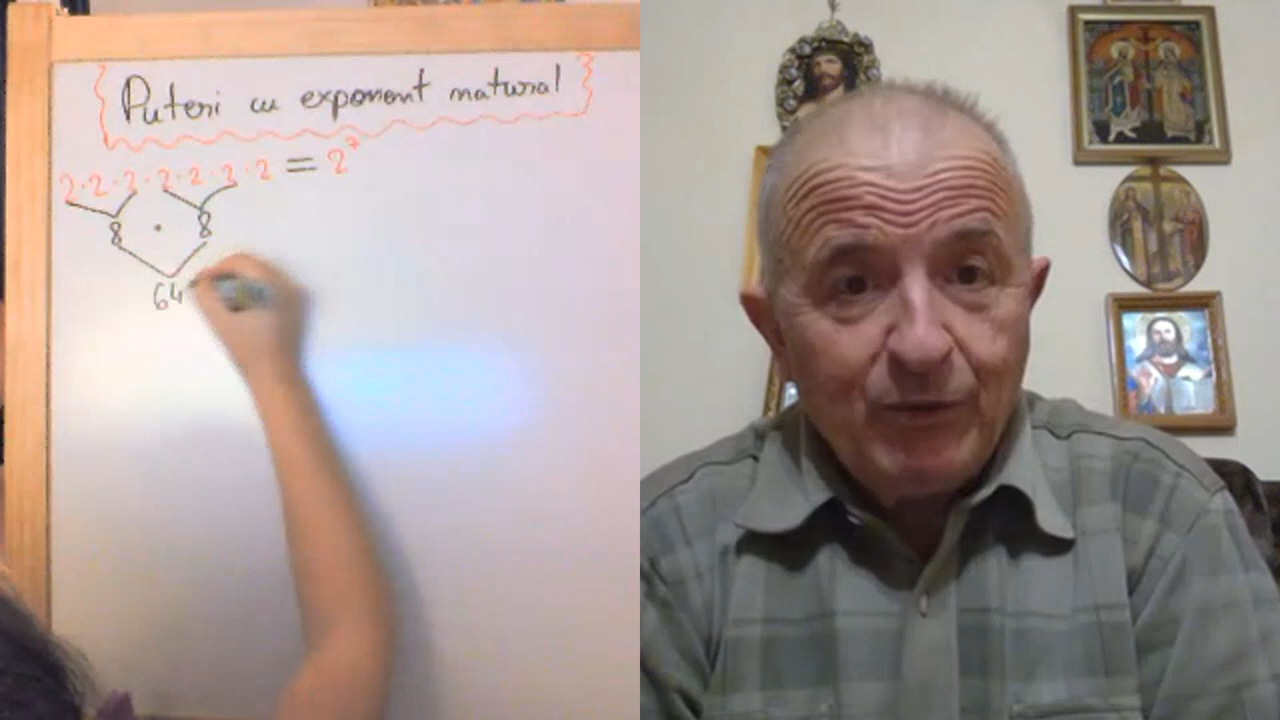 Puteri cu exponent natural
2·2·2·2·2·2·2 = 2⁷
8 · 8
64